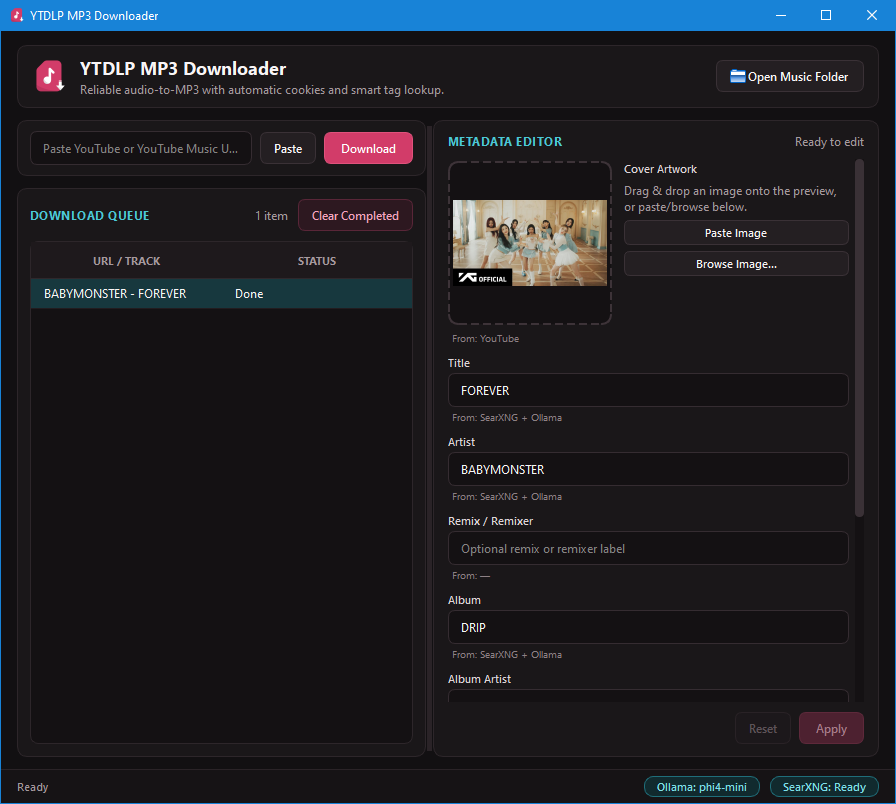 YTDLP MP3 Downloader
YTDLP MP3 Downloader
Reliable audio-to-MP3 with automatic cookies and smart tag lookup.
Open Music Folder
Paste YouTube or YouTube Music U...
Paste
Download
DOWNLOAD QUEUE
1 item
Clear Completed
URL / TRACK
STATUS
BABYMONSTER - FOREVER
Done
METADATA EDITOR
Ready to edit
YG OFFICIAL
Cover Artwork
Drag & drop an image onto the preview,
or paste/browse below.
Paste Image
Browse Image...
From: YouTube
Title
FOREVER
From: SearXNG + Ollama
Artist
BABYMONSTER
From: SearXNG + Ollama
Remix / Remixer
Optional remix or remixer label
From: —
Album
DRIP
From: SearXNG + Ollama
Album Artist
Reset
Apply
Ready
Ollama: phi4-mini
SearXNG: Ready